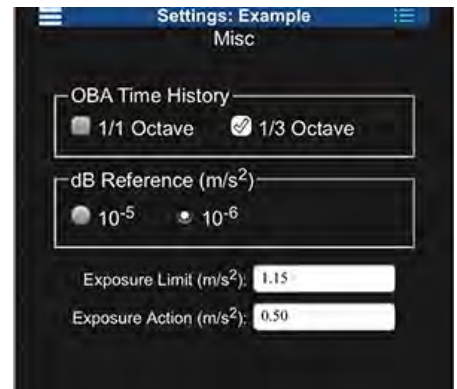 Settings: Example
Misc
OBA Time History
1/1 Octave 1/3 Octave
dB Reference (m/s²)
10⁻⁵ 10⁻⁶
Exposure Limit (m/s²): 1.15
Exposure Action (m/s²): 0.50